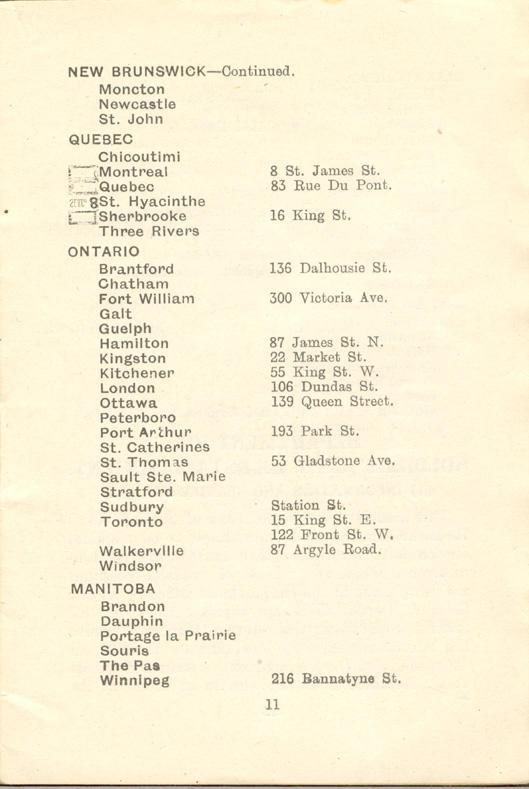 NEW BRUNSWICK—Continued.
Moncton
Newcastle
St. John
QUEBEC
Chicoutimi
Montreal 8 St. James St.
Quebec 83 Rue Du Pont.
St. Hyacinthe
Sherbrooke 16 King St.
Three Rivers
ONTARIO
Brantford 136 Dalhousie St.
Chatham
Fort William 300 Victoria Ave.
Galt
Guelph
Hamilton 87 James St. N.
Kingston 22 Market St.
Kitchener 55 King St. W.
London 106 Dundas St.
Ottawa 139 Queen Street.
Peterboro
Port Arthur 193 Park St.
St. Catherines
St. Thomas 53 Gladstone Ave.
Sault Ste. Marie
Stratford
Sudbury Station St.
Toronto 15 King St. E.
122 Front St. W.
Walkerville 87 Argyle Road.
Windsor
MANITOBA
Brandon
Dauphin
Portage la Prairie
Souris
The Pas
Winnipeg 216 Bannatyne St.
11